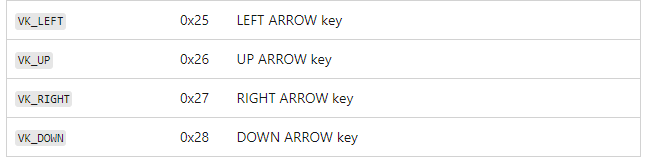 VK_LEFT 0x25 LEFT ARROW key
VK_UP 0x26 UP ARROW key
VK_RIGHT 0x27 RIGHT ARROW key
VK_DOWN 0x28 DOWN ARROW key